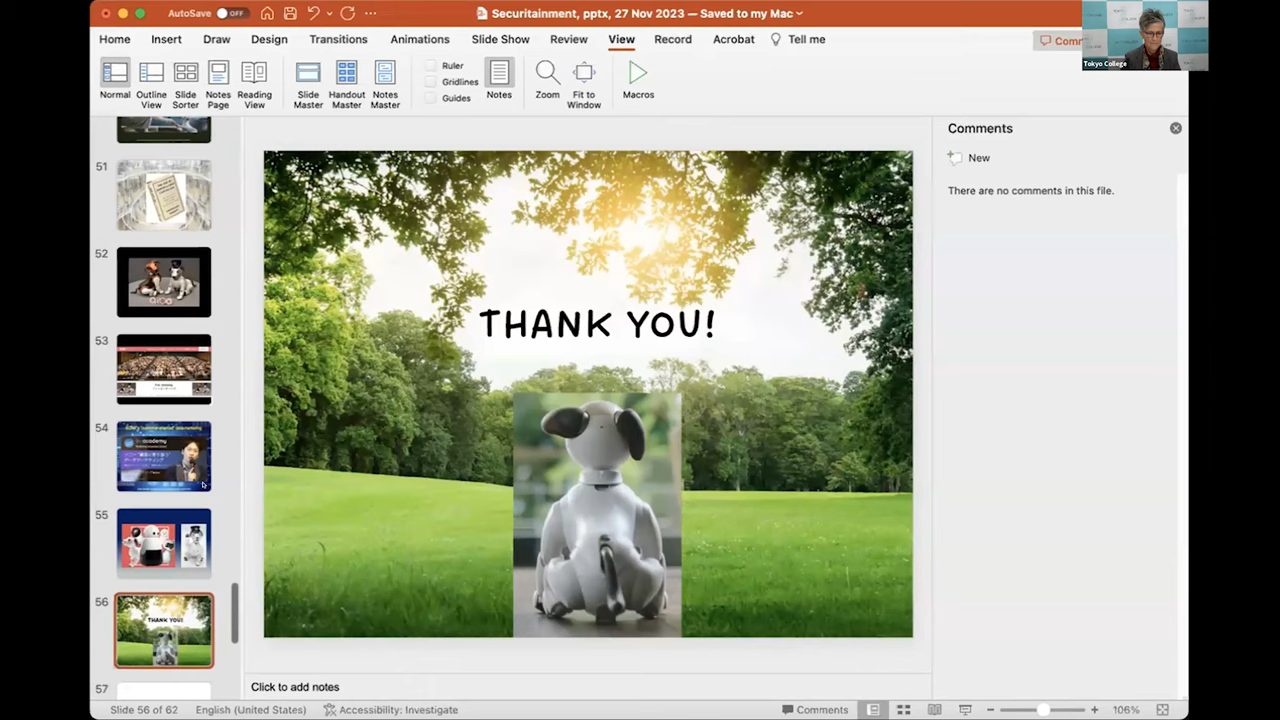 AutoSave OFF
Securitainment, pptx, 27 Nov 2023 — Saved to my Mac
Home Insert Draw Design Transitions Animations Slide Show Review View Record Acrobat Tell me
Comm
Tokyo College
Normal
Outline View
Slide Sorter
Notes Page
Reading View
Slide Master
Handout Master
Notes Master
Ruler
Gridlines
Guides
Notes
Zoom
Fit to Window
Macros
Comments
New
There are no comments in this file.
51
52
53
54
academy
55
56
THANK YOU!
57
THANK YOU!
Click to add notes
Slide 56 of 62
English (United States)
Accessibility: Investigate
Comments
106%